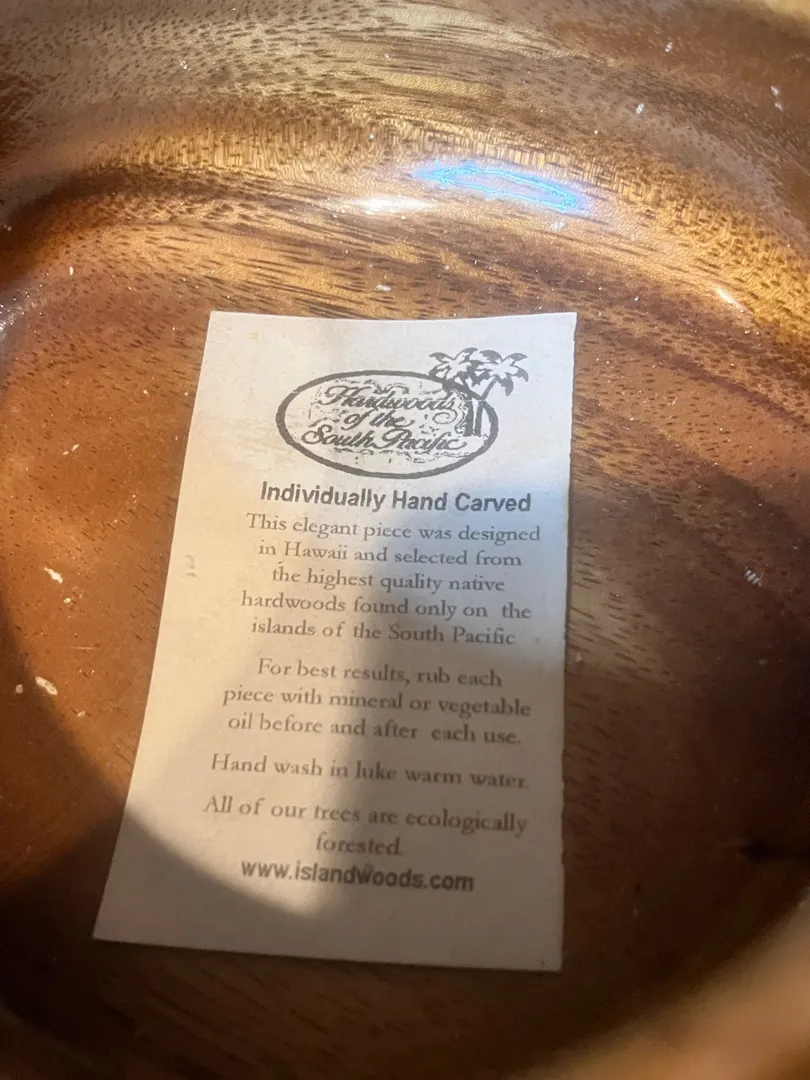 Hardwoods
of the
South Pacific
Individually Hand Carved
This elegant piece was designed
in Hawaii and selected from
the highest quality native
hardwoods found only on the
islands of the South Pacific
For best results, rub each
piece with mineral or vegetable
oil before and after each use.
Hand wash in luke warm water.
All of our trees are ecologically
forested.
www.islandwoods.com